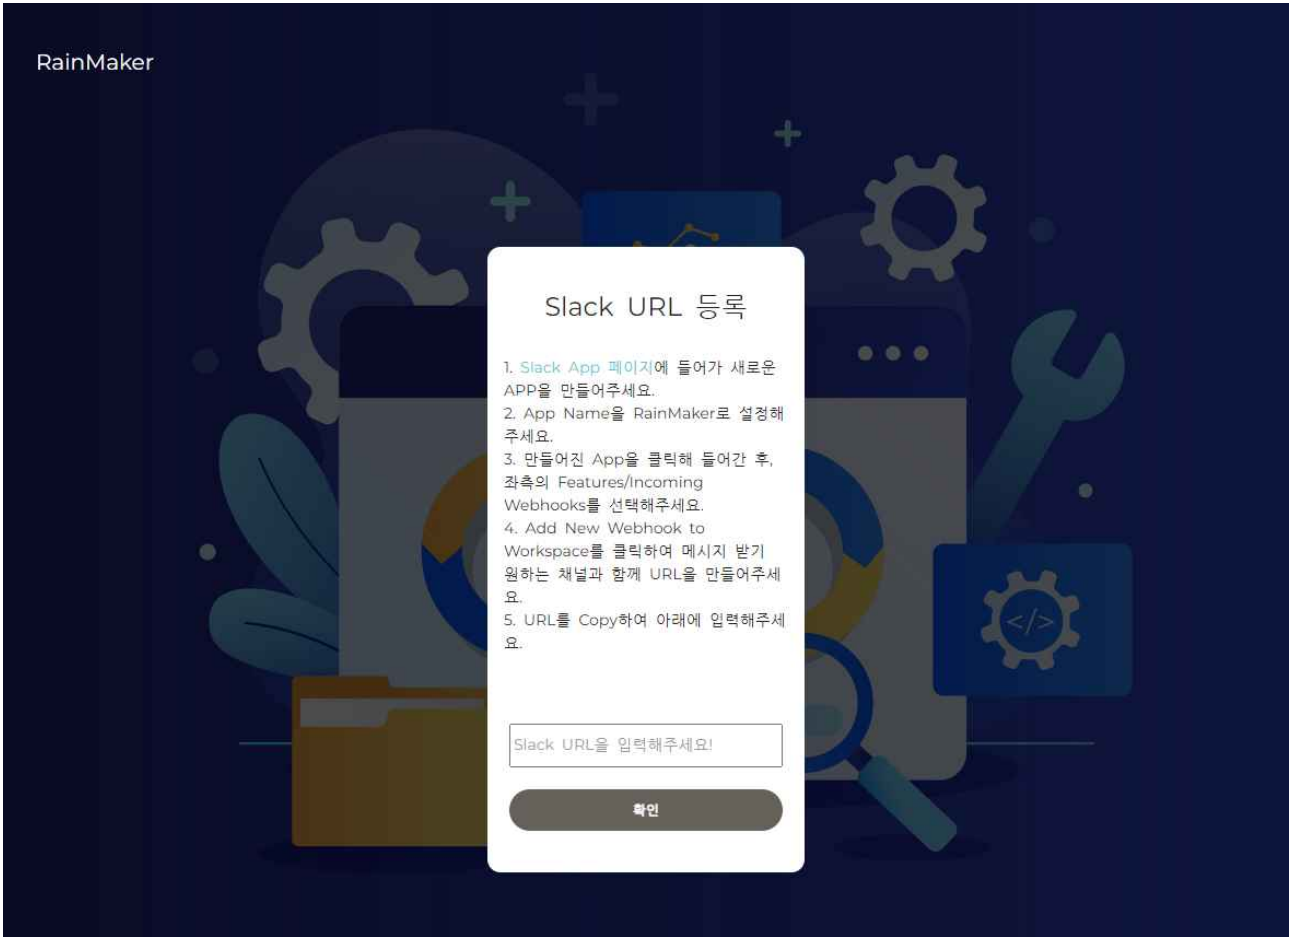 RainMaker
Slack URL 등록
1. Slack App 페이지에 들어가 새로운
APP을 만들어주세요.
2. App Name을 RainMaker로 설정해
주세요.
3. 만들어진 App을 클릭해 들어간 후,
좌측의 Features/Incoming
Webhooks를 선택해주세요.
4. Add New Webhook to
Workspace를 클릭하여 메시지 받기
원하는 채널과 함께 URL을 만들어주세
요.
5. URL를 Copy하여 아래에 입력해주세
요.
</>
Slack URL을 입력해주세요!
확인